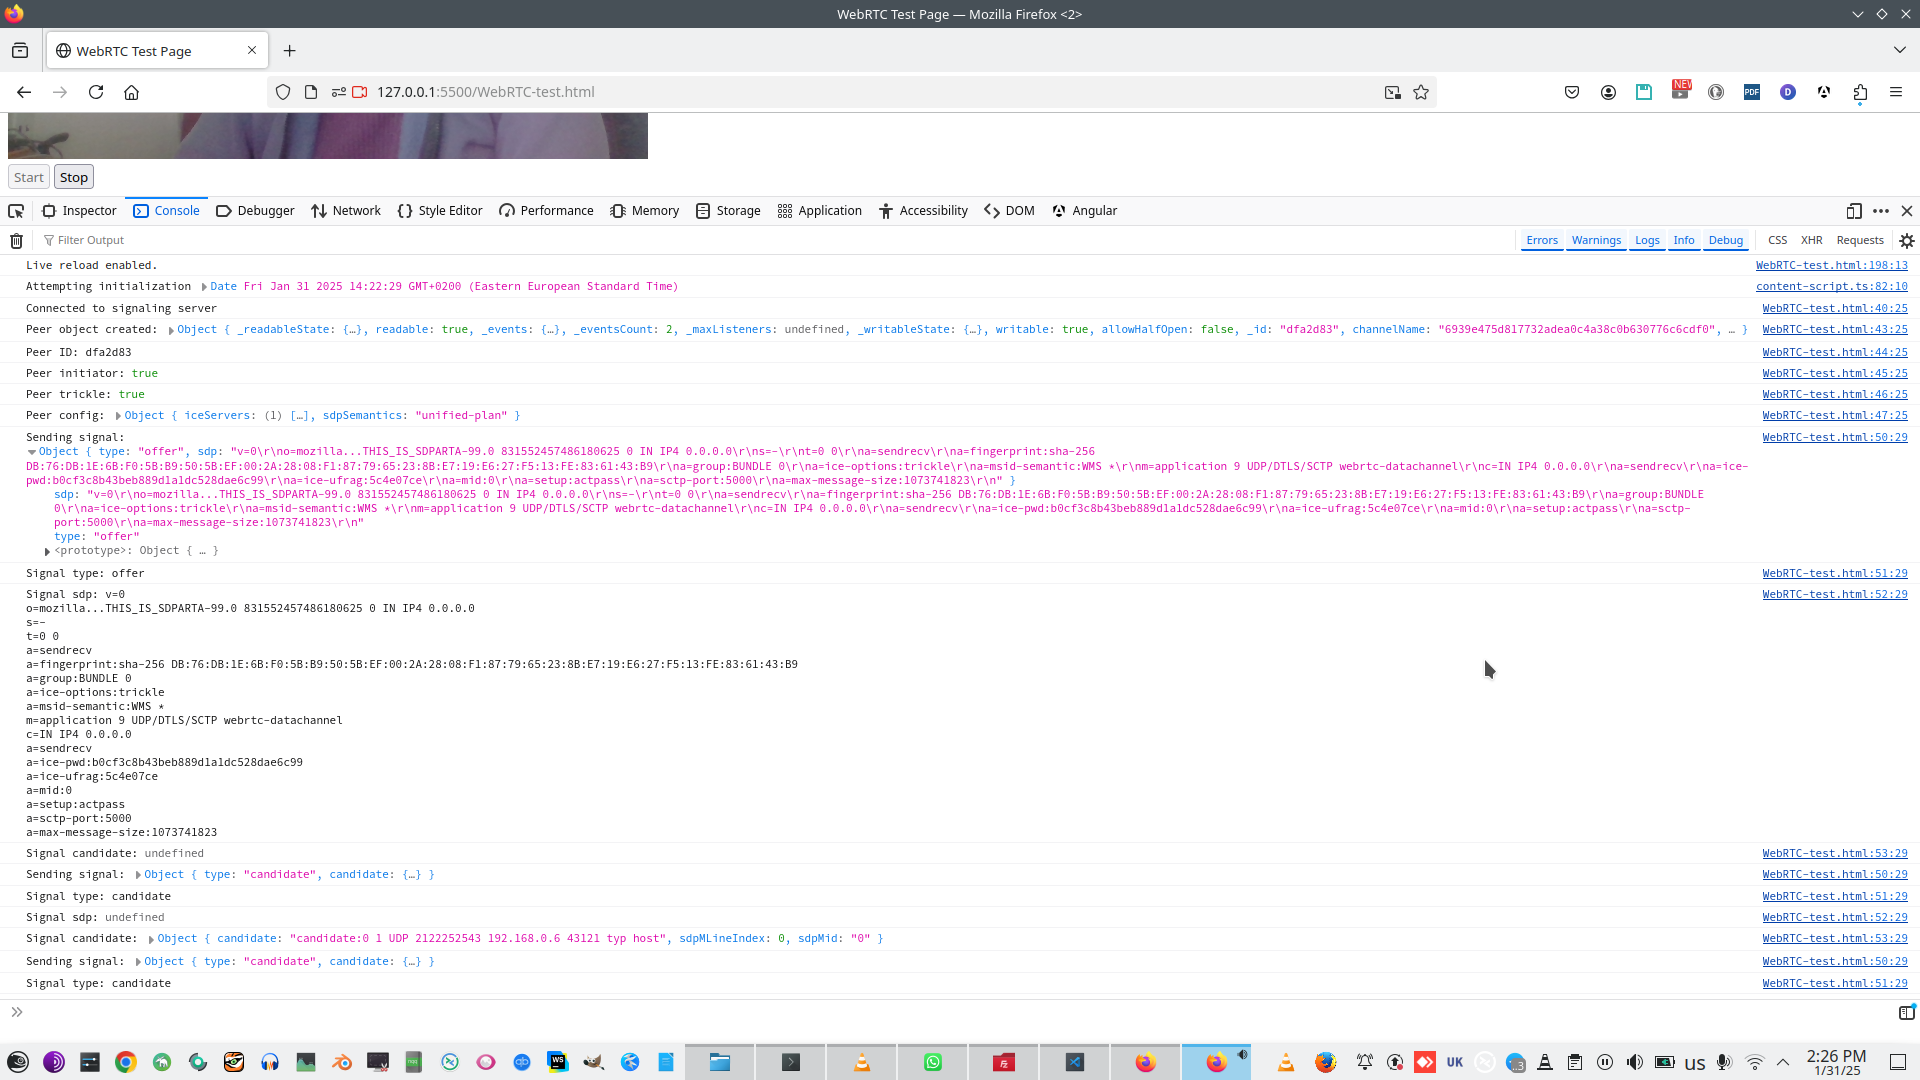 WebRTC Test Page — Mozilla Firefox <2>
WebRTC Test Page
127.0.0.1:5500/WebRTC-test.html
NEW
PDF
D
Start
Stop
Inspector Console Debugger Network Style Editor Performance Memory Storage Application Accessibility DOM Angular
Filter Output
Errors Warnings Logs Info Debug CSS XHR Requests
Live reload enabled. WebRTC-test.html:198:13
Attempting initialization Date Fri Jan 31 2025 14:22:29 GMT+0200 (Eastern European Standard Time) content-script.ts:82:10
Connected to signaling server WebRTC-test.html:40:25
Peer object created: Object { _readableState: {…}, readable: true, _events: {…}, _eventsCount: 2, _maxListeners: undefined, _writableState: {…}, writable: true, allowHalfOpen: false, _id: "dfa2d83", channelName: "6939e475d817732adea0c4a38c0b630776c6cdf0", … } WebRTC-test.html:43:25
Peer ID: dfa2d83 WebRTC-test.html:44:25
Peer initiator: true WebRTC-test.html:45:25
Peer trickle: true WebRTC-test.html:46:25
Peer config: Object { iceServers: (1) […], sdpSemantics: "unified-plan" } WebRTC-test.html:47:25
Sending signal: WebRTC-test.html:50:29
Object { type: "offer", sdp: "v=0\r\no=mozilla...THIS_IS_SDPARTA-99.0 831552457486180625 0 IN IP4 0.0.0.0\r\ns=-\r\nt=0 0\r\na=sendrecv\r\na=fingerprint:sha-256
DB:76:DB:1E:6B:F0:5B:B9:50:5B:EF:00:2A:28:08:F1:87:79:65:23:8B:E7:19:E6:27:F5:13:FE:83:61:43:B9\r\na=group:BUNDLE 0\r\na=ice-options:trickle\r\na=msid-semantic:WMS *\r\nm=application 9 UDP/DTLS/SCTP webrtc-datachannel\r\nc=IN IP4 0.0.0.0\r\na=sendrecv\r\na=ice-
pwd:b0cf3c8b43beb889d1a1dc528dae6c99\r\na=ice-ufrag:5c4e07ce\r\na=mid:0\r\na=setup:actpass\r\na=sctp-port:5000\r\na=max-message-size:1073741823\r\n" }
sdp: "v=0\r\no=mozilla...THIS_IS_SDPARTA-99.0 831552457486180625 0 IN IP4 0.0.0.0\r\ns=-\r\nt=0 0\r\na=sendrecv\r\na=fingerprint:sha-256 DB:76:DB:1E:6B:F0:5B:B9:50:5B:EF:00:2A:28:08:F1:87:79:65:23:8B:E7:19:E6:27:F5:13:FE:83:61:43:B9\r\na=group:BUNDLE
0\r\na=ice-options:trickle\r\na=msid-semantic:WMS *\r\nm=application 9 UDP/DTLS/SCTP webrtc-datachannel\r\nc=IN IP4 0.0.0.0\r\na=sendrecv\r\na=ice-pwd:b0cf3c8b43beb889d1a1dc528dae6c99\r\na=ice-ufrag:5c4e07ce\r\na=mid:0\r\na=setup:actpass\r\na=sctp-
port:5000\r\na=max-message-size:1073741823\r\n"
type: "offer"
<prototype>: Object { … }
Signal type: offer WebRTC-test.html:51:29
Signal sdp: v=0 WebRTC-test.html:52:29
o=mozilla...THIS_IS_SDPARTA-99.0 831552457486180625 0 IN IP4 0.0.0.0
s=-
t=0 0
a=sendrecv
a=fingerprint:sha-256 DB:76:DB:1E:6B:F0:5B:B9:50:5B:EF:00:2A:28:08:F1:87:79:65:23:8B:E7:19:E6:27:F5:13:FE:83:61:43:B9
a=group:BUNDLE 0
a=ice-options:trickle
a=msid-semantic:WMS *
m=application 9 UDP/DTLS/SCTP webrtc-datachannel
c=IN IP4 0.0.0.0
a=sendrecv
a=ice-pwd:b0cf3c8b43beb889d1a1dc528dae6c99
a=ice-ufrag:5c4e07ce
a=mid:0
a=setup:actpass
a=sctp-port:5000
a=max-message-size:1073741823
Signal candidate: undefined WebRTC-test.html:53:29
Sending signal: Object { type: "candidate", candidate: {…} } WebRTC-test.html:50:29
Signal type: candidate WebRTC-test.html:51:29
Signal sdp: undefined WebRTC-test.html:52:29
Signal candidate: Object { candidate: "candidate:0 1 UDP 2122252543 192.168.0.6 43121 typ host", sdpMLineIndex: 0, sdpMid: "0" } WebRTC-test.html:53:29
Sending signal: Object { type: "candidate", candidate: {…} } WebRTC-test.html:50:29
Signal type: candidate WebRTC-test.html:51:29
WS
UK
us
2:26 PM
1/31/25